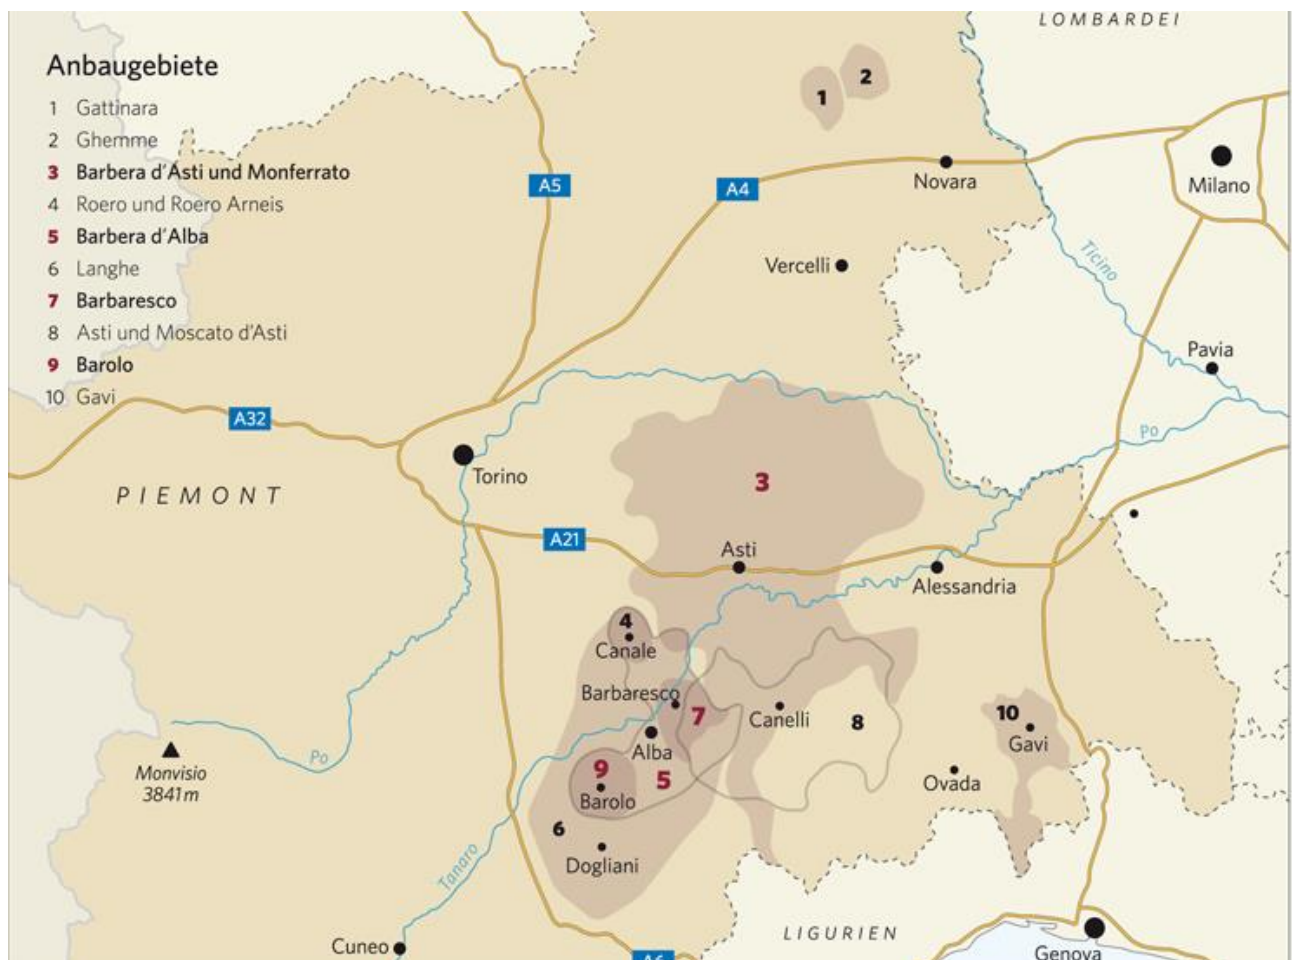 LOMBARDEI
Anbaugebiete
1 Gattinara
2 Ghemme
3 Barbera d'Asti und Monferrato
4 Roero und Roero Arneis
5 Barbera d'Alba
6 Langhe
7 Barbaresco
8 Asti und Moscato d'Asti
9 Barolo
10 Gavi
1
2
A5
A4
Novara
Milano
Vercelli
Ticino
Pavia
A32
Po
Torino
PIEMONT
3
A21
Asti
Alessandria
4
Canale
Barbaresco
7
Canelli
8
10
Gavi
Alba
Monvisio
3841 m
Po
9
5
Barolo
Ovada
6
Dogliani
Tanaro
LIGURIEN
Cuneo
A6
Genova